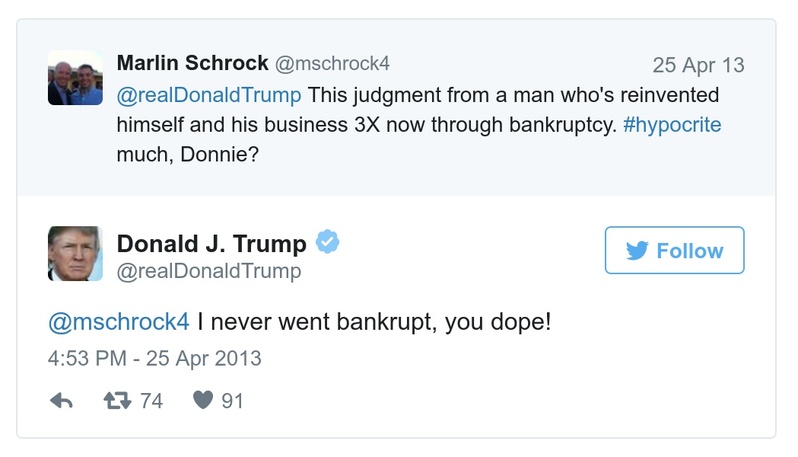 Marlin Schrock @mschrock4 25 Apr 13
@realDonaldTrump This judgment from a man who's reinvented
himself and his business 3X now through bankruptcy. #hypocrite
much, Donnie?
Donald J. Trump
@realDonaldTrump
Follow
@mschrock4 I never went bankrupt, you dope!
4:53 PM - 25 Apr 2013
74 91